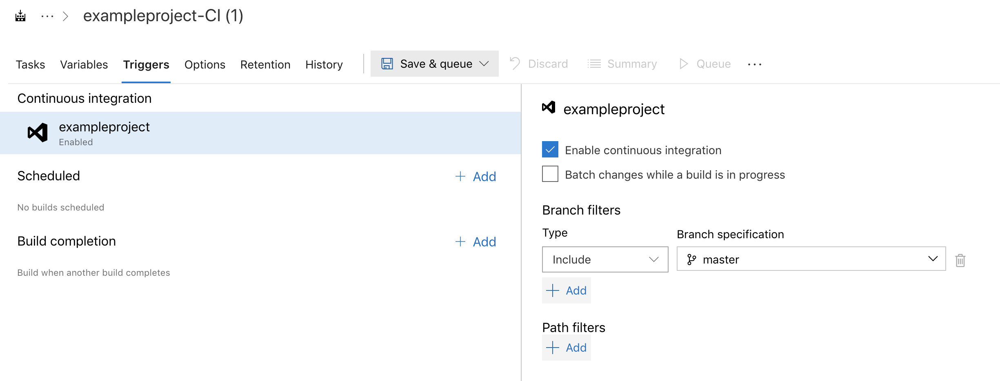 ··· > exampleproject-CI (1)
Tasks Variables Triggers Options Retention History Save & queue Discard Summary Queue ···
Continuous integration
exampleproject
Enabled
Scheduled + Add
No builds scheduled
Build completion + Add
Build when another build completes
exampleproject
Enable continuous integration
Batch changes while a build is in progress
Branch filters
Type Branch specification
Include master
+ Add
Path filters
+ Add